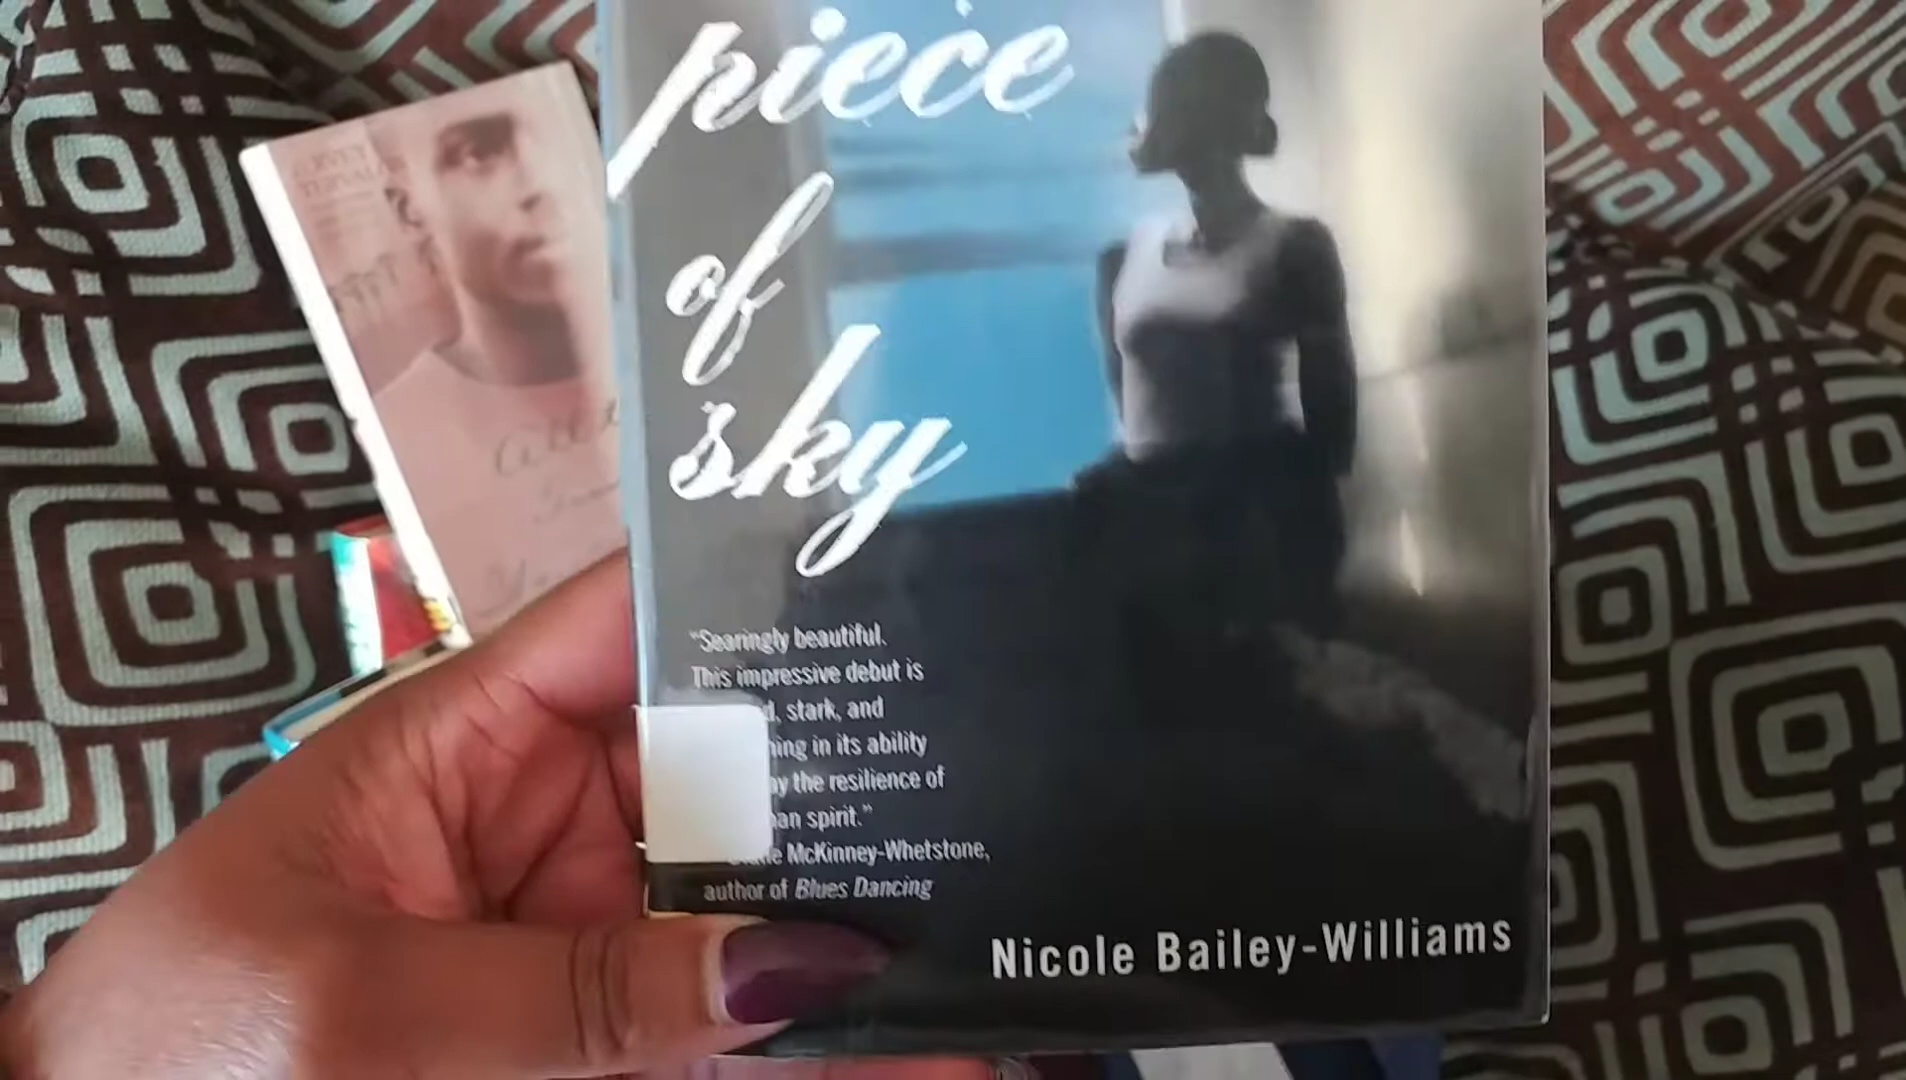 piece
of
sky
"Searingly beautiful.
This impressive debut is
stark, and
in its ability
the resilience of
spirit."
McKinney-Whetstone,
author of Blues Dancing
Nicole Bailey-Williams